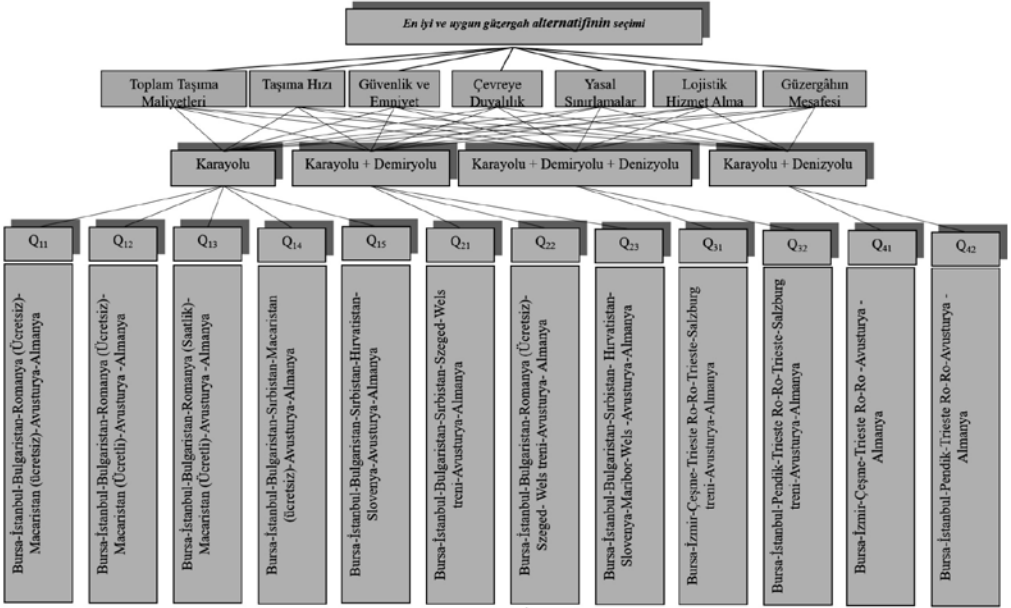 En iyi ve uygun güzergah alternatifinin seçimi
Toplam Taşıma
Maliyetleri
Taşıma Hızı
Güvenlik ve
Emniyet
Çevreye
Duyalılık
Yasal
Sınırlamalar
Lojistik
Hizmet Alma
Güzergâhın
Mesafesi
Karayolu
Karayolu + Demiryolu
Karayolu + Demiryolu + Denizyolu
Karayolu + Denizyolu
Q11
Q12
Q13
Q14
Q15
Q21
Q22
Q23
Q31
Q32
Q41
Q42
Bursa-İstanbul-Bulgaristan-Romanya (Ücretsiz)-
Macaristan (ücretsiz)-Avusturya-Almanya
Bursa-İstanbul-Bulgaristan-Romanya (Ücretsiz)-
Macaristan (Ücretli)-Avusturya -Almanya
Bursa-İstanbul-Bulgaristan-Romanya (Saatlik)-
Macaristan (Ücretli)-Avusturya -Almanya
Bursa-İstanbul-Bulgaristan-Sırbistan-Macaristan
(ücretsiz)-Avusturya-Almanya
Bursa-İstanbul-Bulgaristan-Sırbistan-Hırvatistan-
Slovenya-Avusturya-Almanya
Bursa-İstanbul-Bulgaristan-Sırbistan-Szeged-Wels
treni-Avusturya-Almanya
Bursa-İstanbul-Bulgaristan-Romanya (Ücretsiz)-
Szeged- Wels treni-Avusturya- Almanya
Bursa-İstanbul-Bulgaristan-Sırbistan- Hırvatistan-
Slovenya-Maribor-Wels -Avusturya-Almanya
Bursa-İzmir-Çeşme-Trieste Ro-Ro-Trieste-Salzburg
treni-Avusturya-Almanya
Bursa-İstanbul-Pendik-Trieste Ro-Ro-Trieste-Salzburg
treni-Avusturya-Almanya
Bursa-İzmir-Çeşme-Trieste Ro-Ro -Avusturya -
Almanya
Bursa-İstanbul-Pendik-Trieste Ro-Ro-Avusturya -
Almanya